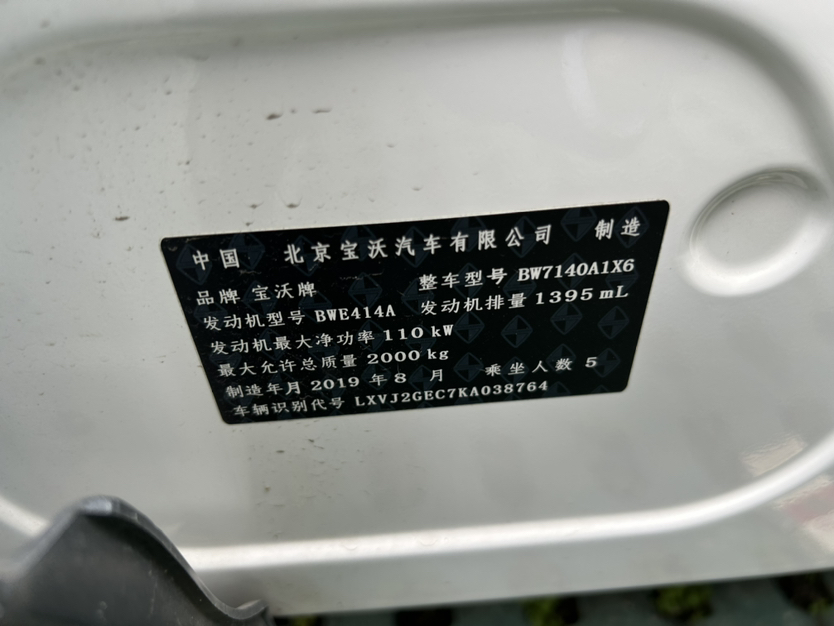 中国 北京宝沃汽车有限公司 制造
品牌 宝沃牌 整车型号 BW7140A1X6
发动机型号 BWE414A 发动机排量 1395 mL
发动机最大净功率 110 kW
最大允许总质量 2000 kg
制造年月 2019 年 8 月 乘坐人数 5
车辆识别代号 LXVJ2GEC7KA038764